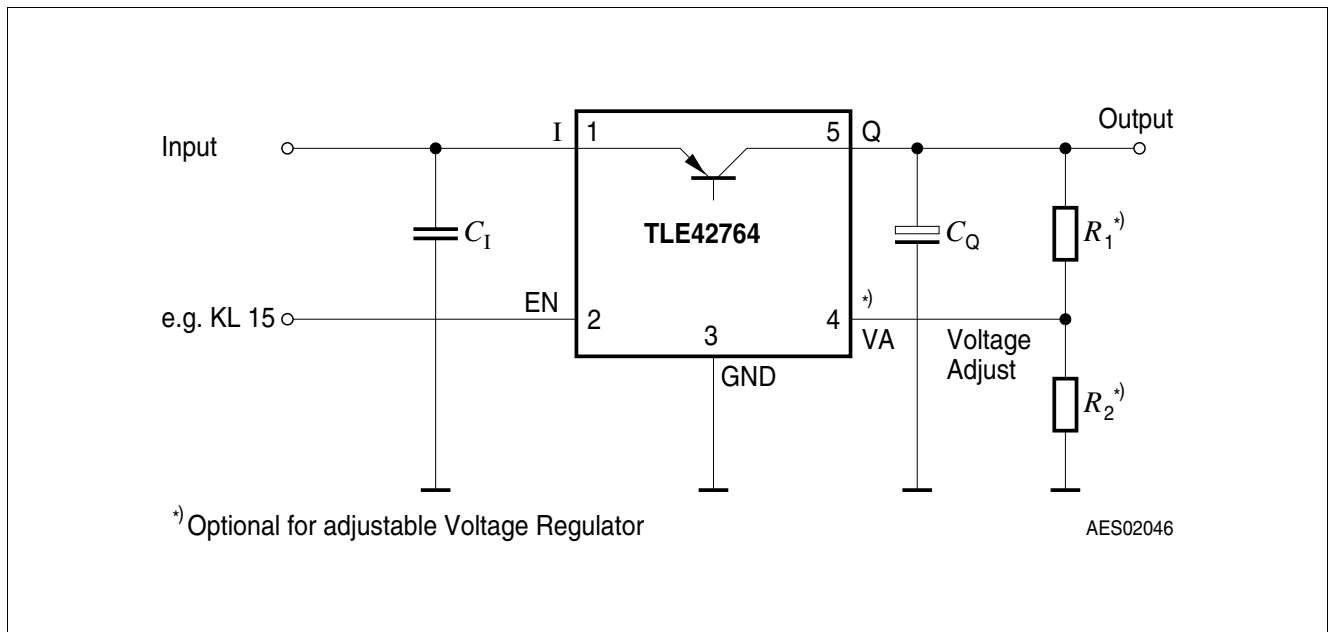 Input
I
1
5
Q
Output
TLE42764
C_I
C_Q
R_1*)
e.g. KL 15
EN
2
3
4
*)
VA
Voltage
Adjust
GND
R_2*)
*) Optional for adjustable Voltage Regulator
AES02046